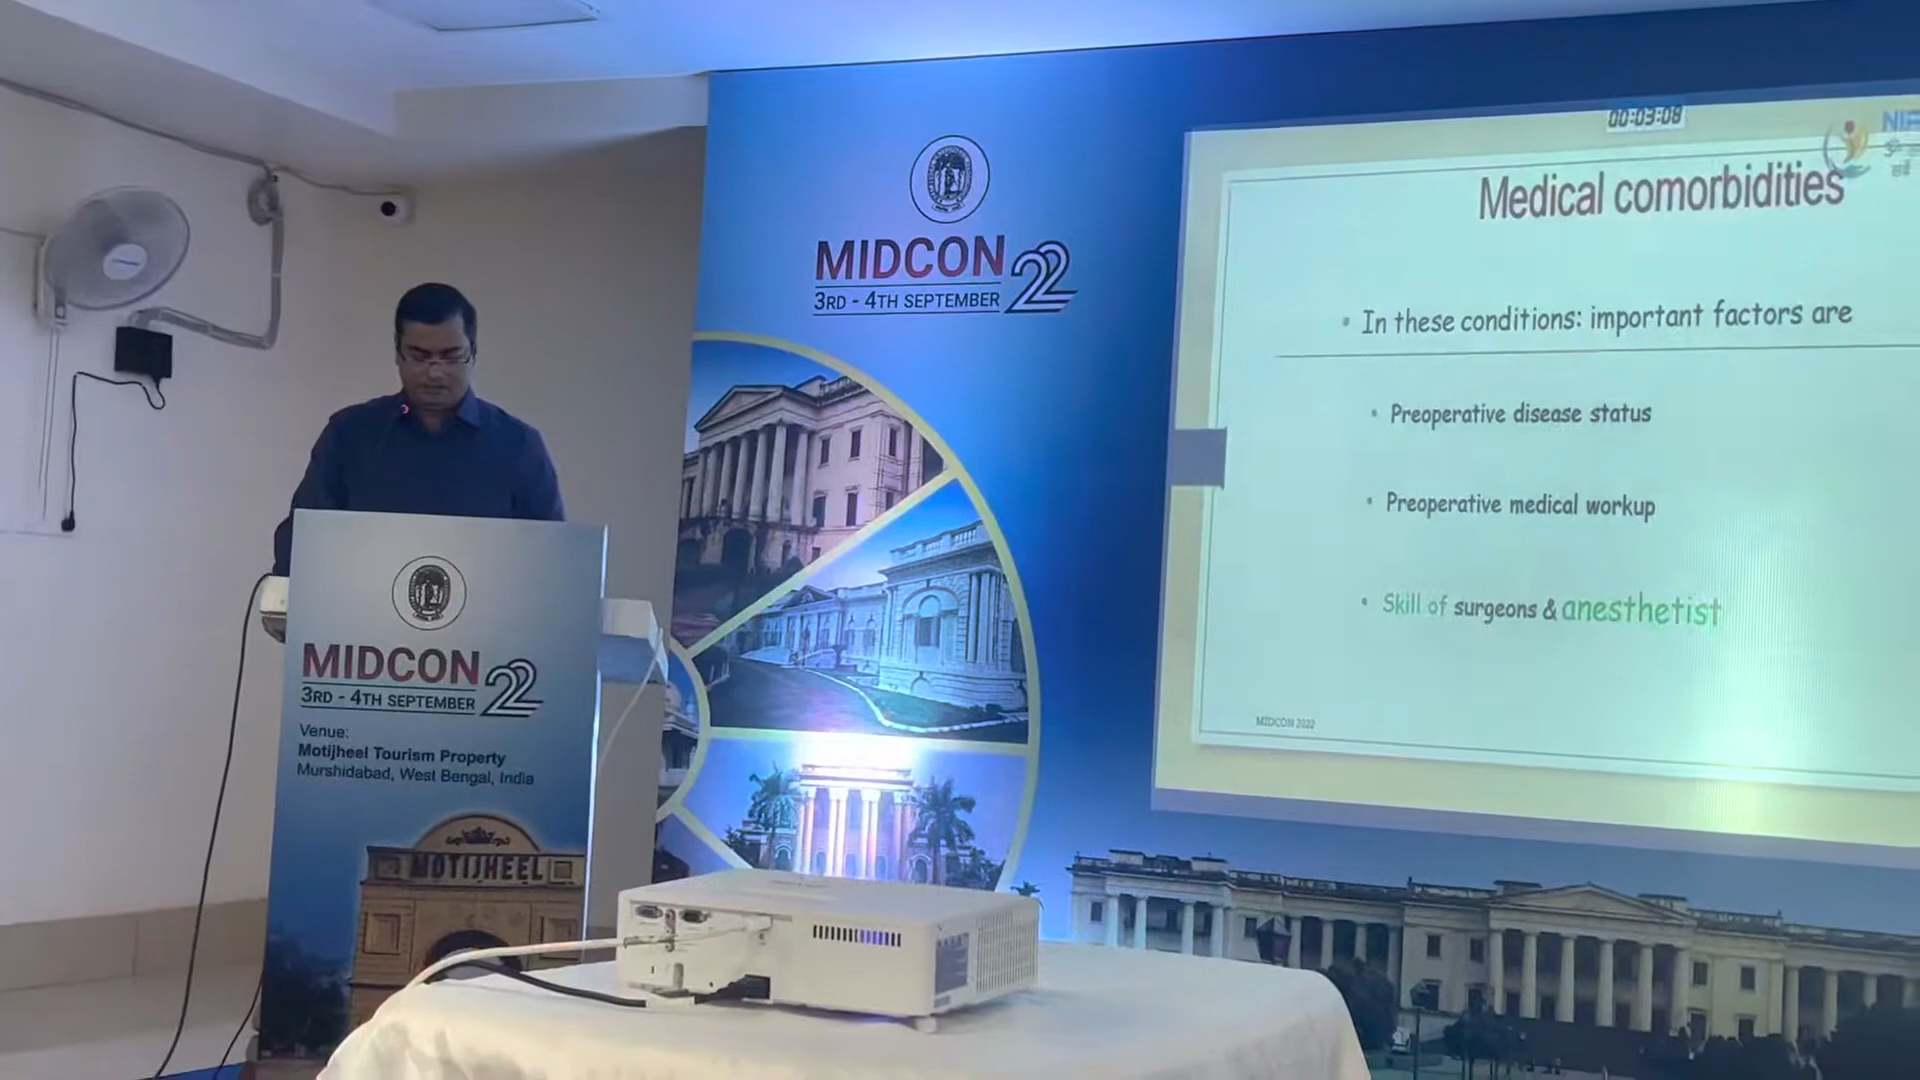 MIDCON 22
3RD - 4TH SEPTEMBER
00:03:08
Medical comorbidities
• In these conditions: important factors are
• Preoperative disease status
• Preoperative medical workup
• Skill of surgeons & anesthetist
MIDCON 2022
MIDCON 22
3RD - 4TH SEPTEMBER
Venue:
Motijheel Tourism Property
Murshidabad, West Bengal, India
MOTIJHEEL